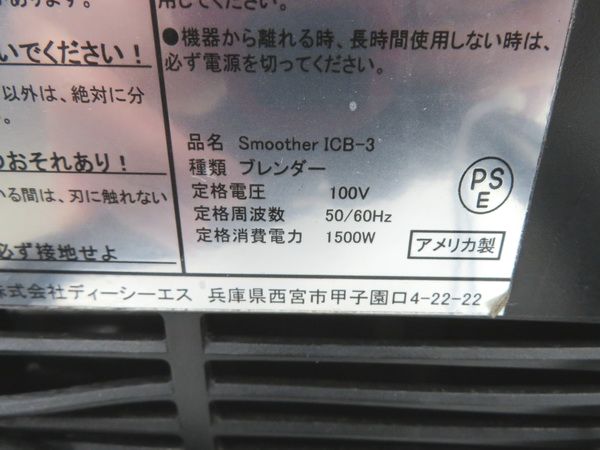 あります。
いでください！
以外は、絶対に分
。
のおそれあり！
いる間は、刃に触れない
必ず接地せよ
用してください。
●機器から離れる時、長時間使用しない時は、
必ず電源を切ってください。
品名 Smoother ICB-3
種類 ブレンダー
定格電圧 100V
定格周波数 50/60Hz
定格消費電力 1500W
PS
E
アメリカ製
株式会社ディーシーエス 兵庫県西宮市甲子園口4-22-22